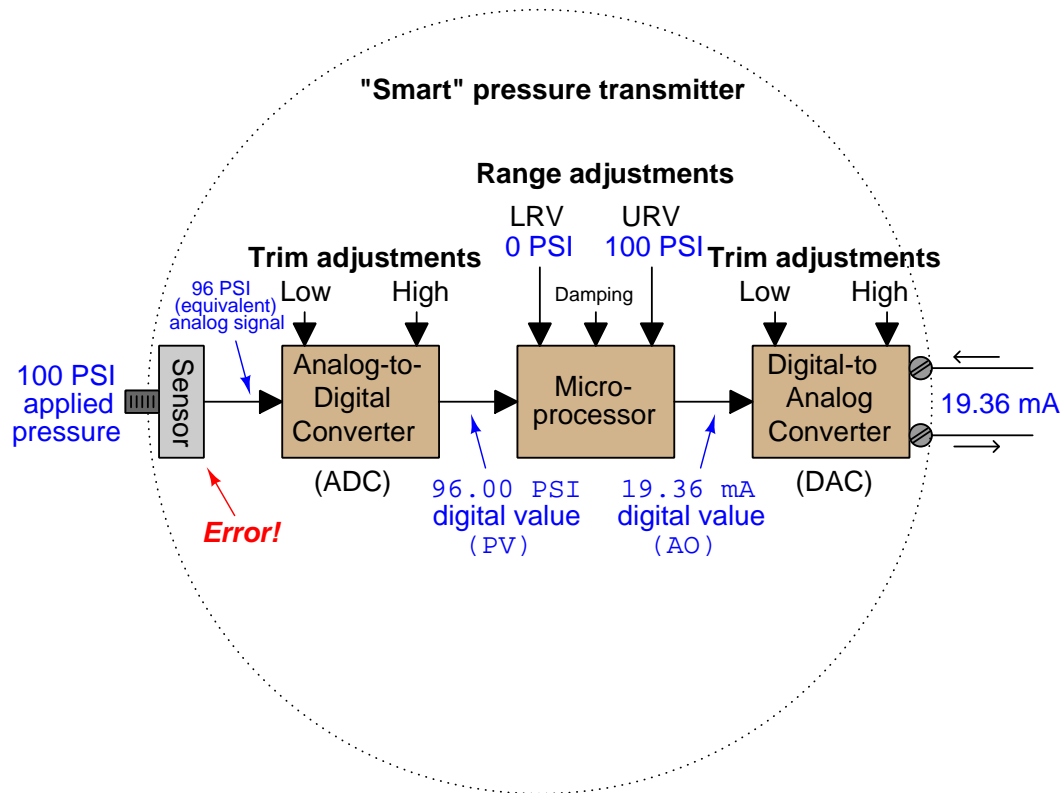 "Smart" pressure transmitter
Range adjustments
LRV
0 PSI
URV
100 PSI
Trim adjustments
Low
High
Damping
Trim adjustments
Low
High
96 PSI
(equivalent)
analog signal
100 PSI
applied
pressure
Sensor
Analog-to-
Digital
Converter
(ADC)
Micro-
processor
Digital-to
Analog
Converter
(DAC)
19.36 mA
Error!
96.00 PSI
digital value
(PV)
19.36 mA
digital value
(AO)